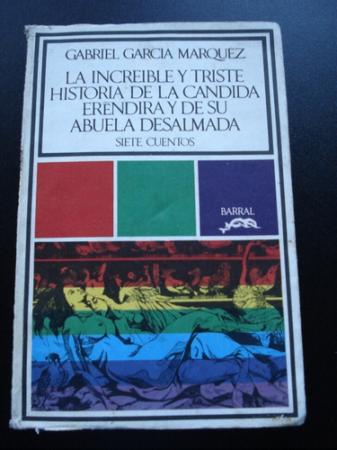 GABRIEL GARCIA MARQUEZ
LA INCREIBLE Y TRISTE
HISTORIA DE LA CANDIDA
ERENDIRA Y DE SU
ABUELA DESALMADA
SIETE CUENTOS
BARRAL